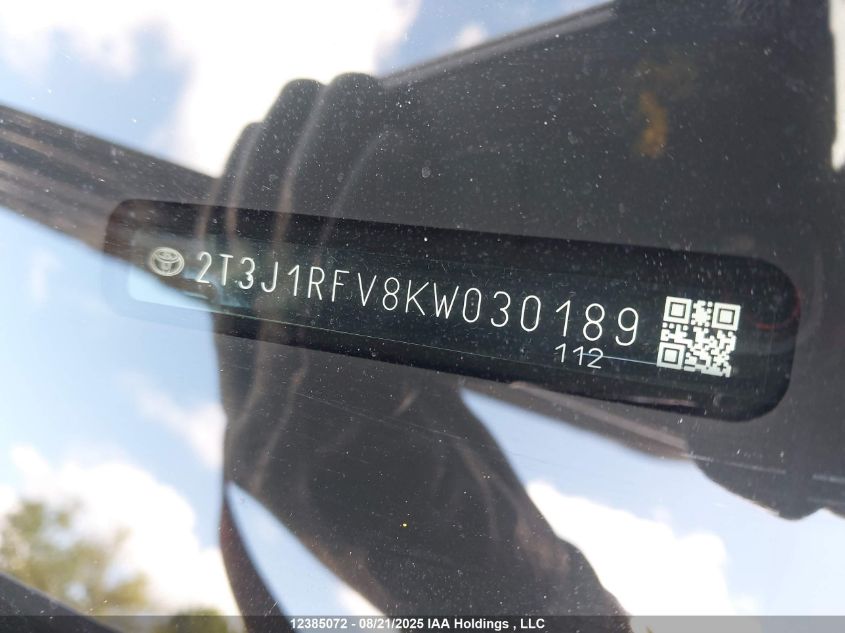 2T3J1RFV8KW030189
112
12385072 - 08/21/2025 IAA Holdings , LLC